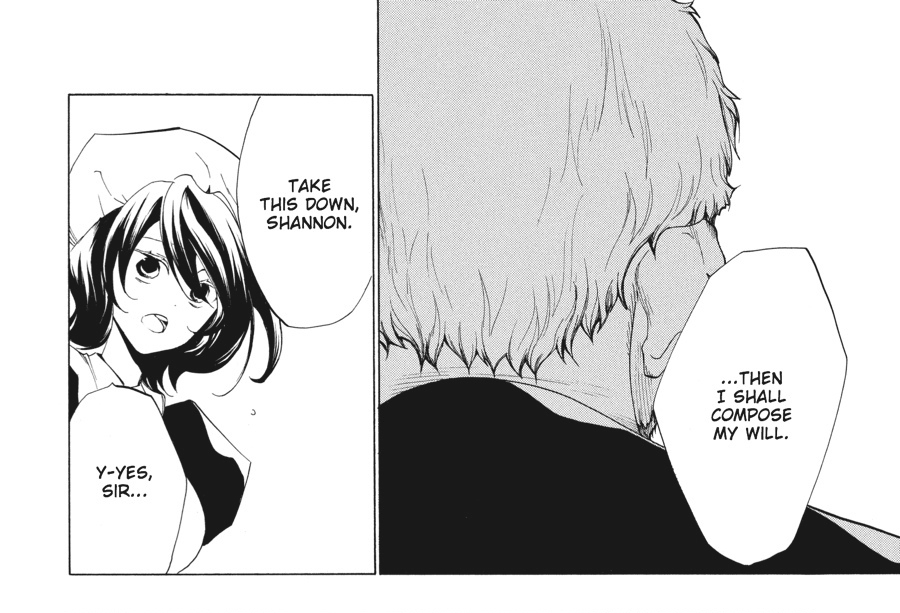 ...THEN
I SHALL
COMPOSE
MY WILL.
TAKE
THIS DOWN,
SHANNON.
Y-YES,
SIR...